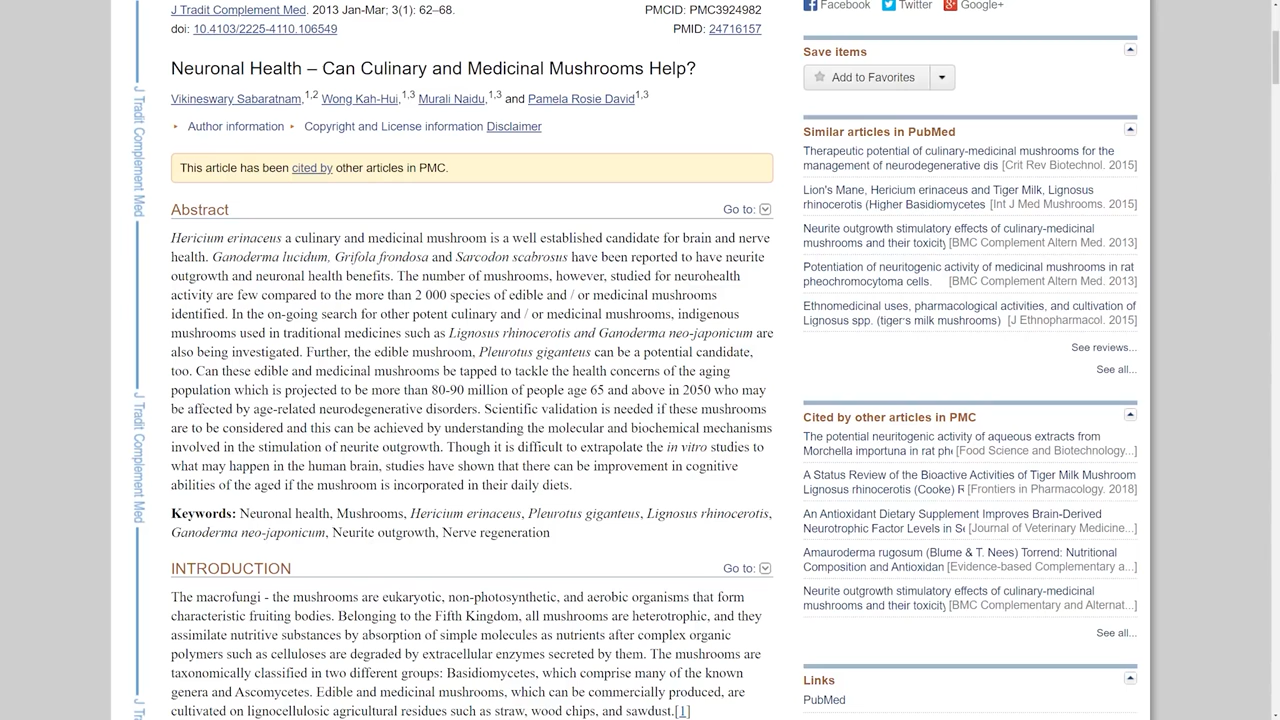 J Tradit Complement Med. 2013 Jan-Mar; 3(1): 62–68.
PMCID: PMC3924982
doi: 10.4103/2225-4110.106549
PMID: 24716157
Neuronal Health – Can Culinary and Medicinal Mushrooms Help?
Vikineswary Sabaratnam,1,2 Wong Kah-Hui,1,3 Murali Naidu,1,3 and Pamela Rosie David1,3
Author information ▸ Copyright and License information Disclaimer
This article has been cited by other articles in PMC.
Abstract
Go to:
Hericium erinaceus a culinary and medicinal mushroom is a well established candidate for brain and nerve
health. Ganoderma lucidum, Grifola frondosa and Sarcodon scabrosus have been reported to have neurite
outgrowth and neuronal health benefits. The number of mushrooms, however, studied for neurohealth
activity are few compared to the more than 2 000 species of edible and / or medicinal mushrooms
identified. In the on-going search for other potent culinary and / or medicinal mushrooms, indigenous
mushrooms used in traditional medicines such as Lignosus rhinocerotis and Ganoderma neo-japonicum are
also being investigated. Further, the edible mushroom, Pleurotus giganteus can be a potential candidate,
too. Can these edible and medicinal mushrooms be tapped to tackle the health concerns of the aging
population which is projected to be more than 80-90 million of people age 65 and above in 2050 who may
be affected by age-related neurodegenerative disorders. Scientific validation is needed if these mushrooms
are to be considered and this can be achieved by understanding the molecular and biochemical mechanisms
involved in the stimulation of neurite outgrowth. Though it is difficult to extrapolate the in vitro studies to
what may happen in the human brain, studies have shown that there can be improvement in cognitive
abilities of the aged if the mushroom is incorporated in their daily diets.
Keywords: Neuronal health, Mushrooms, Hericium erinaceus, Pleurotus giganteus, Lignosus rhinocerotis,
Ganoderma neo-japonicum, Neurite outgrowth, Nerve regeneration
INTRODUCTION
Go to:
The macrofungi - the mushrooms are eukaryotic, non-photosynthetic, and aerobic organisms that form
characteristic fruiting bodies. Belonging to the Fifth Kingdom, all mushrooms are heterotrophic, and they
assimilate nutritive substances by absorption of simple molecules as nutrients after complex organic
polymers such as celluloses are degraded by extracellular enzymes secreted by them. The mushrooms are
taxonomically classified in two different groups: Basidiomycetes, which comprise many of the known
genera and Ascomycetes. Edible and medicinal mushrooms, which can be commercially produced, are
cultivated on lignocellulosic agricultural residues such as straw, wood chips, and sawdust.[1]
J Tradit Complement Med
J Tradit Complement Med
J Tra
Facebook Twitter Google+
Save items
Add to Favorites
Similar articles in PubMed
Therapeutic potential of culinary-medicinal mushrooms for the
management of neurodegenerative dis [Crit Rev Biotechnol. 2015]
Lion's Mane, Hericium erinaceus and Tiger Milk, Lignosus
rhinocerotis (Higher Basidiomycetes [Int J Med Mushrooms. 2015]
Neurite outgrowth stimulatory effects of culinary-medicinal
mushrooms and their toxicity [BMC Complement Altern Med. 2013]
Potentiation of neuritogenic activity of medicinal mushrooms in rat
pheochromocytoma cells. [BMC Complement Altern Med. 2013]
Ethnomedicinal uses, pharmacological activities, and cultivation of
Lignosus spp. (tiger's milk mushrooms) [J Ethnopharmacol. 2015]
See reviews...
See all...
Cited by other articles in PMC
The potential neuritogenic activity of aqueous extracts from
Morchella importuna in rat phe [Food Science and Biotechnology...]
A Status Review of the Bioactive Activities of Tiger Milk Mushroom
Lignosus rhinocerotis (Cooke) R [Frontiers in Pharmacology. 2018]
An Antioxidant Dietary Supplement Improves Brain-Derived
Neurotrophic Factor Levels in Se [Journal of Veterinary Medicine...]
Amauroderma rugosum (Blume & T. Nees) Torrend: Nutritional
Composition and Antioxidan [Evidence-based Complementary a...]
Neurite outgrowth stimulatory effects of culinary-medicinal
mushrooms and their toxicity [BMC Complementary and Alternat...]
See all...
Links
PubMed